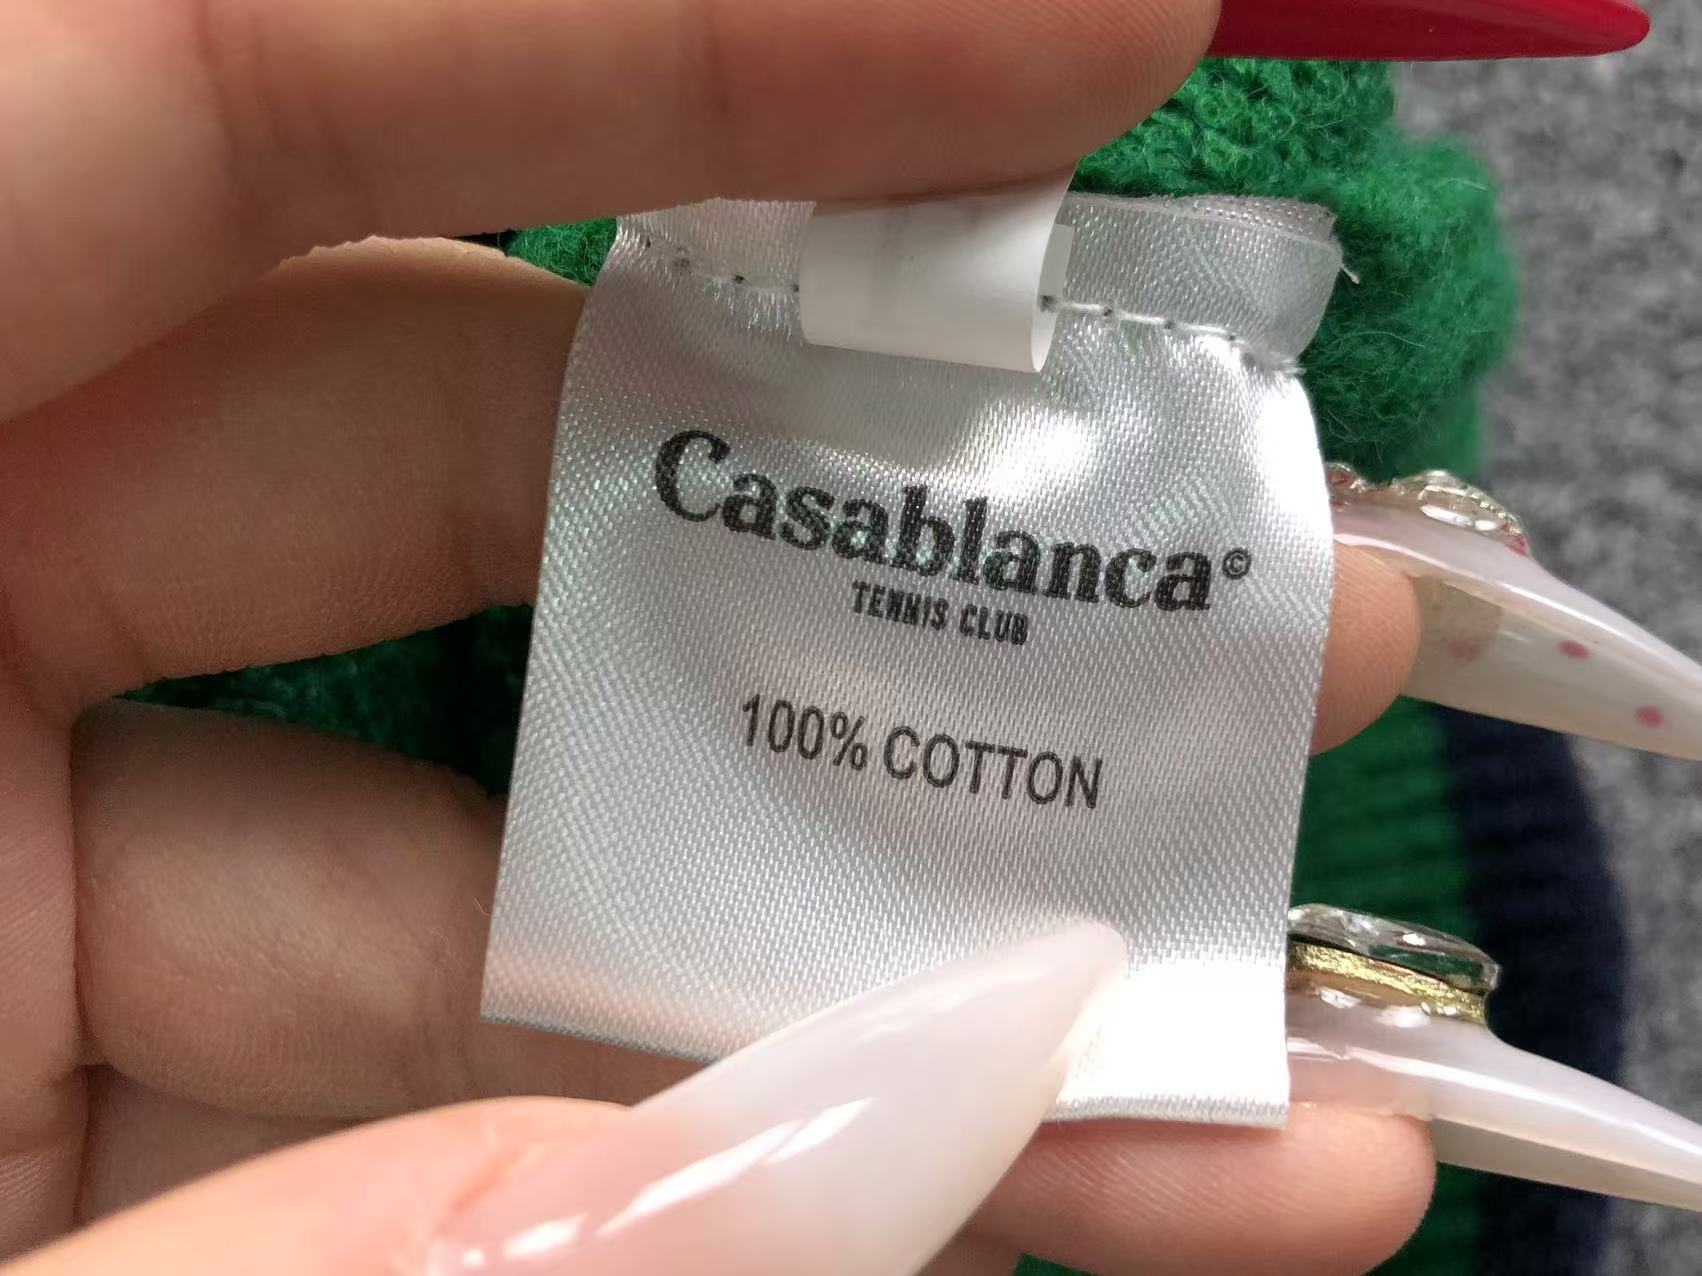 Casablanca©
TENNIS CLUB
100% COTTON